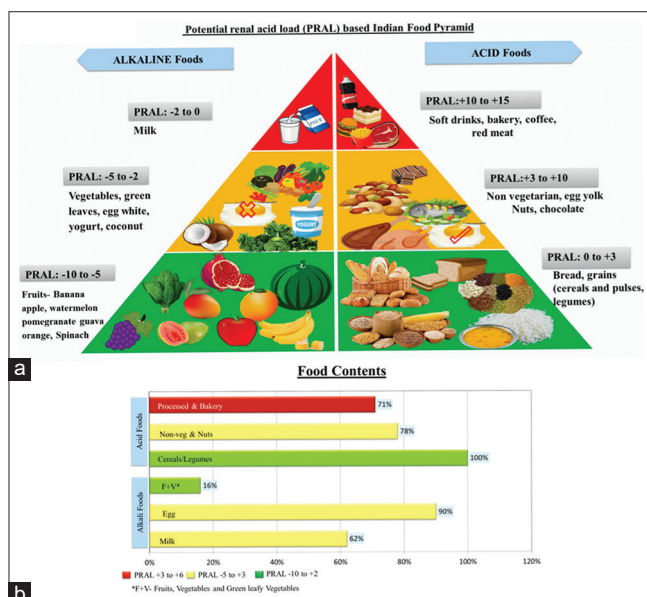 Potential renal acid load (PRAL) based Indian Food Pyramid
ALKALINE Foods
ACID Foods
PRAL: -2 to 0
Milk
PRAL:+10 to +15
Soft drinks, bakery, coffee,
red meat
MILK
PRAL: -5 to -2
Vegetables, green
leaves, egg white,
yogurt, coconut
PRAL:+3 to +10
Non vegetarian, egg yolk
Nuts, chocolate
YOGURT
PRAL: -10 to -5
Fruits- Banana
apple, watermelon
pomegranate guava
orange, Spinach
PRAL: 0 to +3
Bread, grains
(cereals and pulses,
legumes)
a
Food Contents
Acid Foods
Processed & Bakery
71%
Non-veg & Nuts
78%
Cereals/Legumes
100%
Alkali Foods
F+V*
16%
Egg
90%
Milk
62%
0% 20% 40% 60% 80% 100% 120%
PRAL +3 to +6 PRAL -5 to +3 PRAL -10 to +2
*F+V- Fruits, Vegetables and Green leafy Vegetables
b